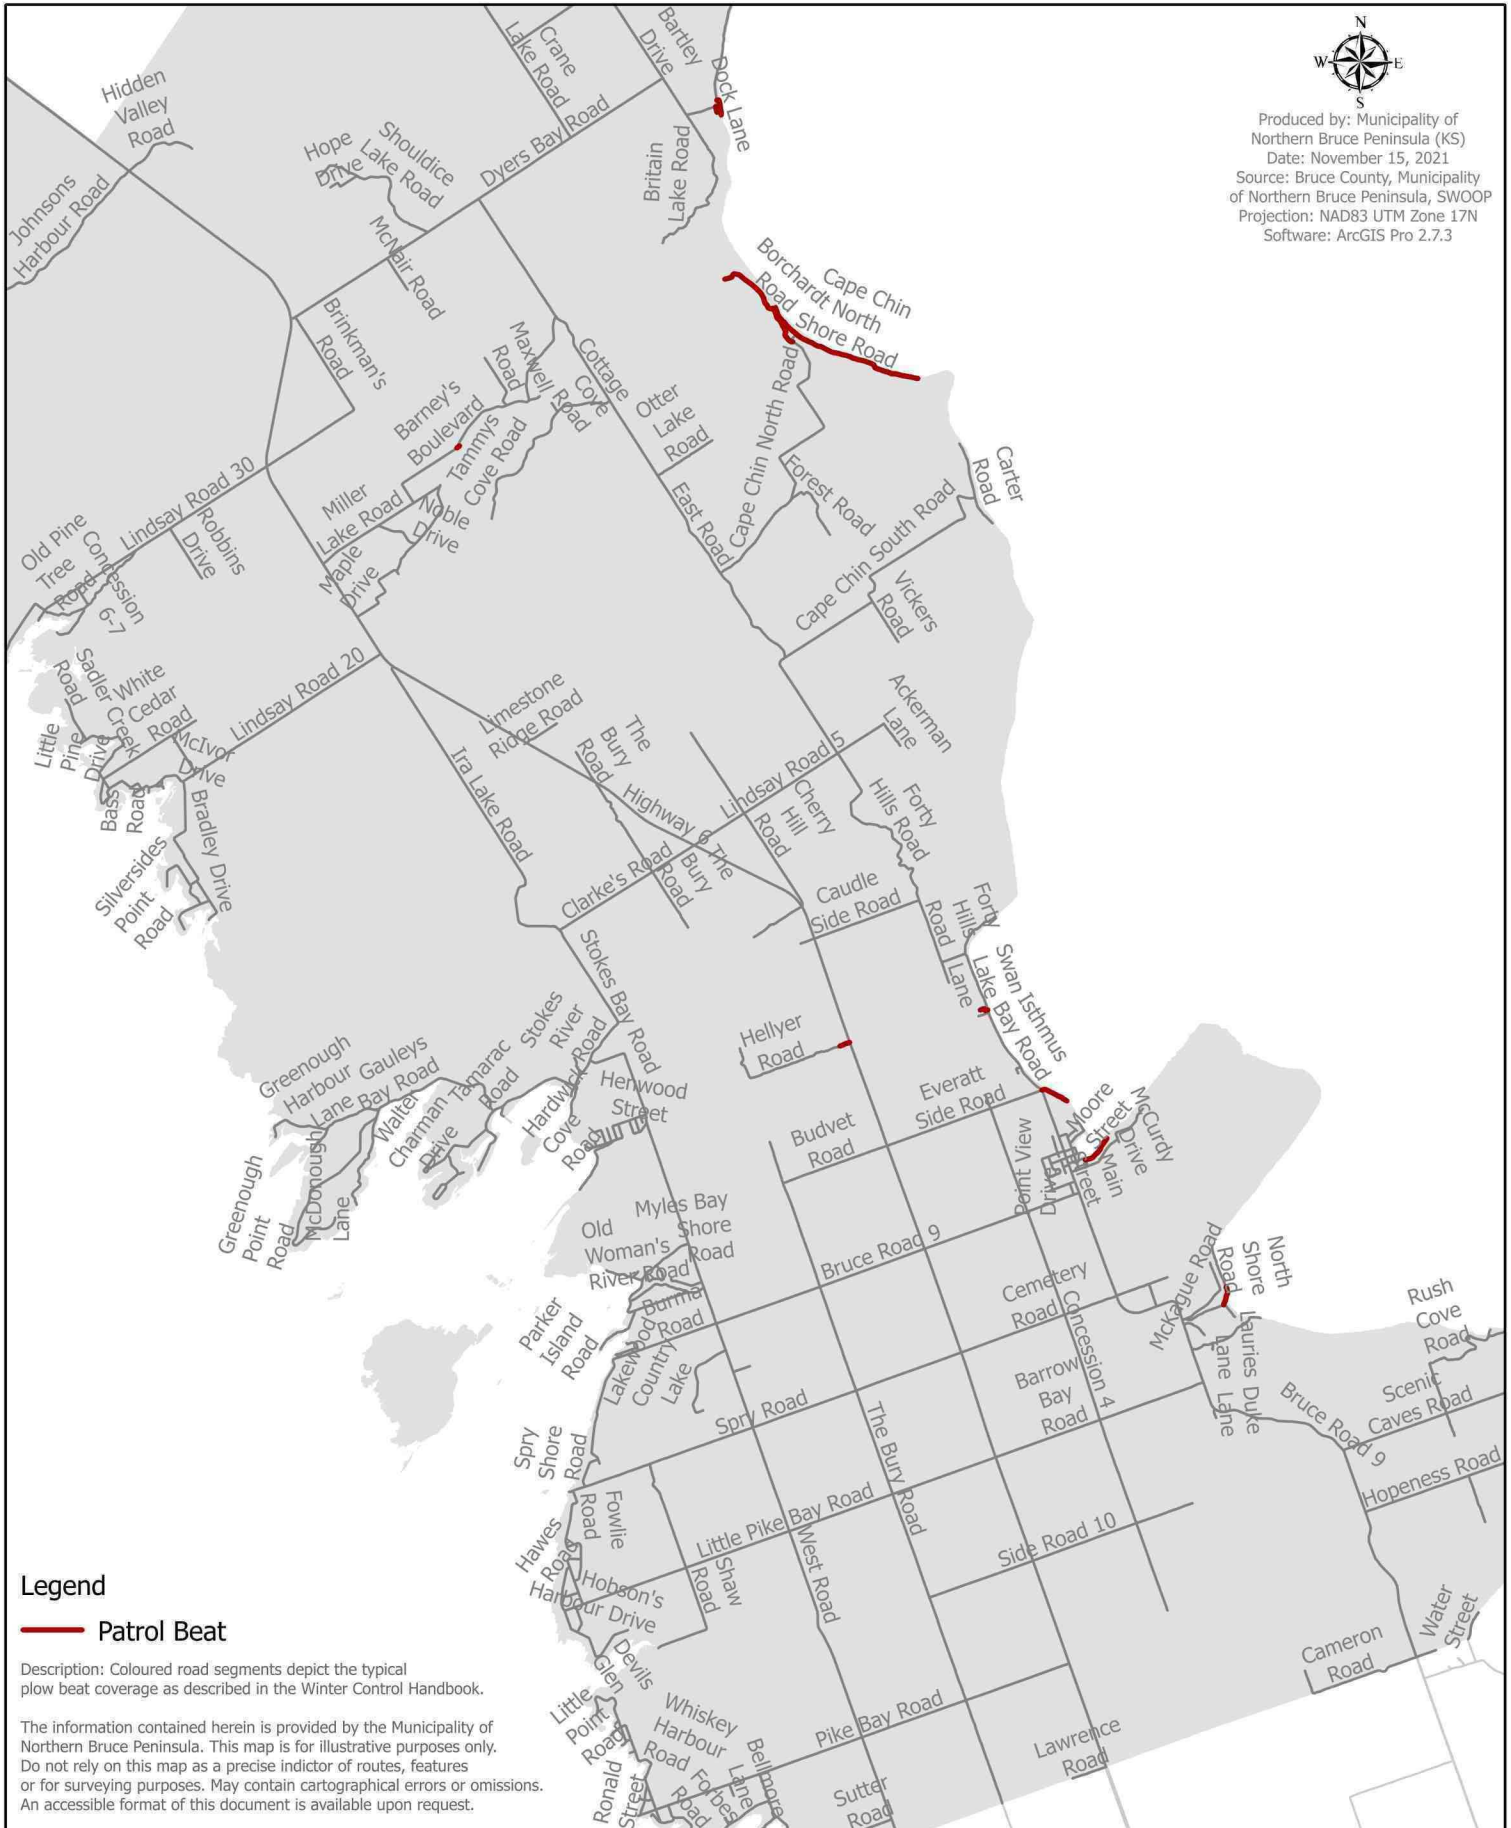 N
W
E
S
Produced by: Municipality of
Northern Bruce Peninsula (KS)
Date: November 15, 2021
Source: Bruce County, Municipality
of Northern Bruce Peninsula, SWOOP
Projection: NAD83 UTM Zone 17N
Software: ArcGIS Pro 2.7.3
Bartley
Drive
Crane
Lake Road
Dock Lane
Hidden
Valley
Road
Johnsons
Harbour Road
Hope
Drive
Shouldice
Lake Road
Dyers Bay Road
Britain
Lake Road
McNair Road
Borchardt
Road
Cape Chin
North
Shore Road
Brinkman's
Road
Maxwell
Road
Cottage
Cove
Road
Barney's
Boulevard
Otter
Lake
Road
Cape Chin North Road
Tammys
Cove Road
Lindsay Road 30
Miller
Lake Road
Noble
Drive
Forest Road
Carter
Road
Old Pine
Tree
Road
Concession
6-7
Robbins
Drive
Maple
Drive
East Road
Cape Chin South Road
Vickers
Road
Sadler
Creek
Road
White
Cedar
Road
Lindsay Road 20
Little
Pine
Drive
McIvor
Drive
Limestone
Ridge Road
The
Bury
Road
Ackerman
Lane
Bass
Road
Bradley Drive
Ira Lake Road
Highway 6
Lindsay Road 5
Cherry
Hill
Road
Forty
Hills Road
Silversides
Point
Road
Clarke's Road
The
Bury
Road
Caudle
Side Road
Forty
Hills
Road
Lane
Swan
Lake
Isthmus
Bay Road
Stokes Bay Road
Stokes
River
Road
Hellyer
Road
Greenough
Harbour
Lane
Gauleys
Bay Road
Tamarac
Road
Walter
Charman
Drive
Hardwick
Cove
Road
Henwood
Street
Everatt
Side Road
Moore
Street
McCurdy
Drive
Main
Street
Budvet
Road
Point View
Drive
Greenough
Point
Road
McDonough
Lane
Old
Woman's
River Road
Myles Bay
Shore
Road
Bruce Road 9
Cemetery
Road
Concession 4
McKague Road
North
Shore
Road
Rush
Cove
Road
Parker
Island
Road
Burma
Road
Lakewood
Country
Lake
Barrow
Bay
Road
Lauries
Lane
Duke
Lane
Bruce Road 9
Scenic
Caves Road
Spry Road
Spry
Shore
Road
The Bury Road
Hopeness Road
Fowlie
Road
Hawes
Road
Little Pike Bay Road
Side Road 10
Hobson's
Harbour Drive
Shaw
Road
West Road
Water
Street
Cameron
Road
Devils
Glen
Little
Point
Road
Whiskey
Harbour
Road
Pike Bay Road
Lawrence
Road
Bellmore
Lane
Forbes
Road
Ronald
Street
Sutter
Road
Legend
Patrol Beat
Description: Coloured road segments depict the typical
plow beat coverage as described in the Winter Control Handbook.
The information contained herein is provided by the Municipality of
Northern Bruce Peninsula. This map is for illustrative purposes only.
Do not rely on this map as a precise indictor of routes, features
or for surveying purposes. May contain cartographical errors or omissions.
An accessible format of this document is available upon request.